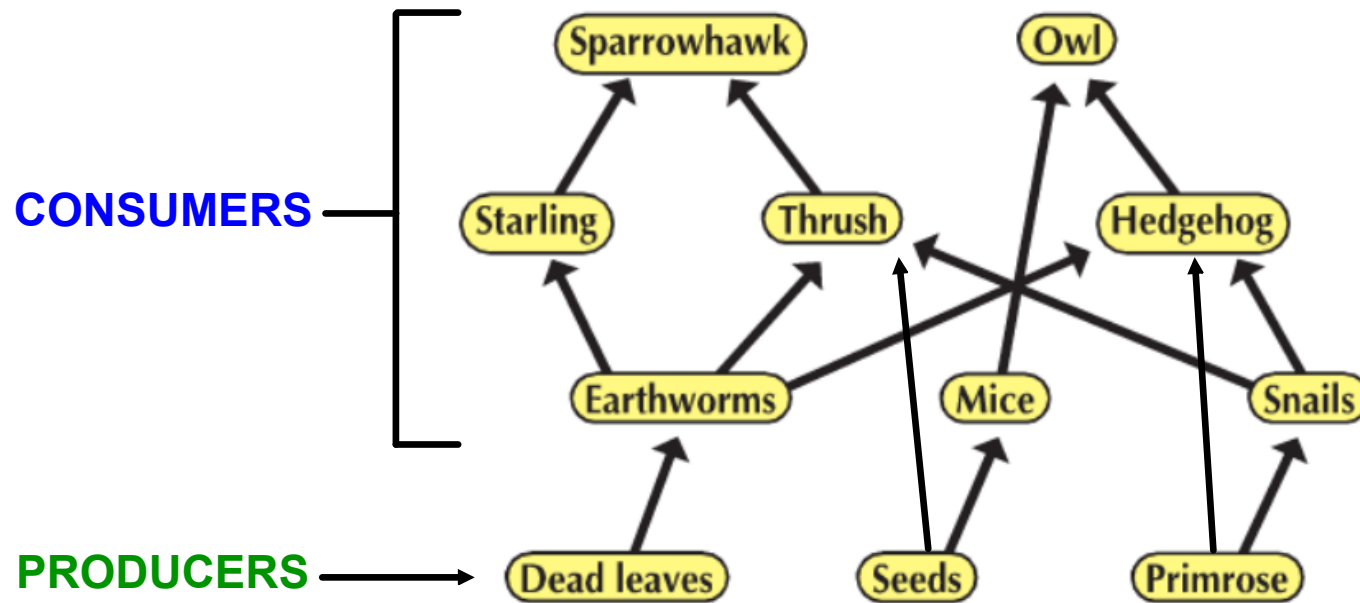 Sparrowhawk
Owl
CONSUMERS
Starling
Thrush
Hedgehog
Earthworms
Mice
Snails
PRODUCERS
Dead leaves
Seeds
Primrose